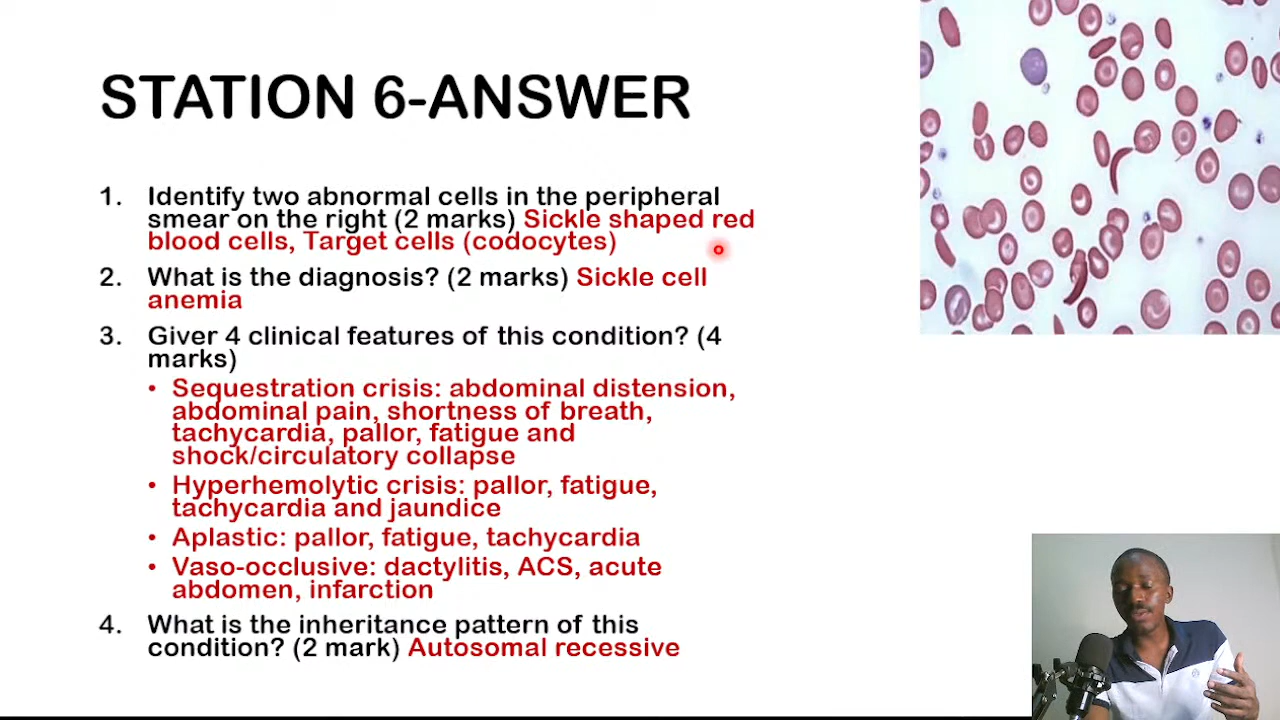 STATION 6-ANSWER
1. Identify two abnormal cells in the peripheral
smear on the right (2 marks) Sickle shaped red
blood cells, Target cells (codocytes)
2. What is the diagnosis? (2 marks) Sickle cell
anemia
3. Giver 4 clinical features of this condition? (4
marks)
• Sequestration crisis: abdominal distension,
abdominal pain, shortness of breath,
tachycardia, pallor, fatigue and
shock/circulatory collapse
• Hyperhemolytic crisis: pallor, fatigue,
tachycardia and jaundice
• Aplastic: pallor, fatigue, tachycardia
• Vaso-occlusive: dactylitis, ACS, acute
abdomen, infarction
4. What is the inheritance pattern of this
condition? (2 mark) Autosomal recessive